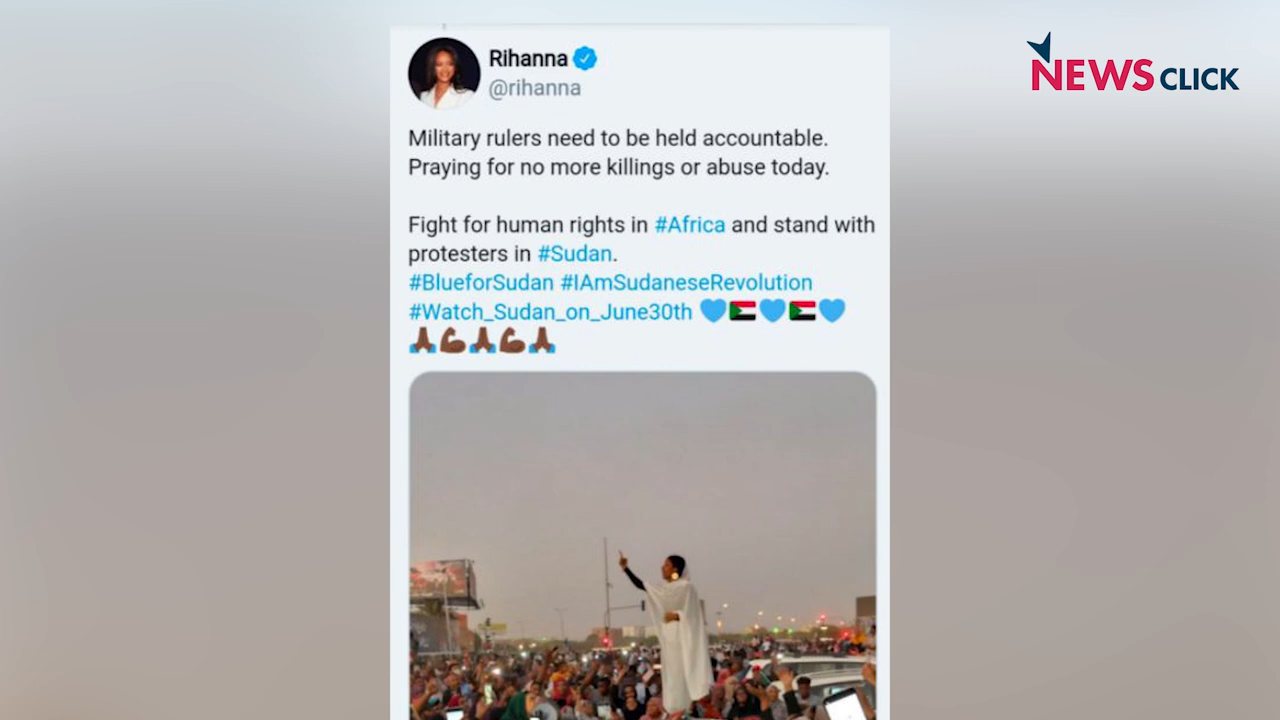 NEWS CLICK
Rihanna
@rihanna
Military rulers need to be held accountable.
Praying for no more killings or abuse today.
Fight for human rights in #Africa and stand with
protesters in #Sudan.
#BlueforSudan #IAmSudaneseRevolution
#Watch_Sudan_on_June30th 💙🇸🇩💙🇸🇩💙
🙏🏾💪🏾🙏🏾💪🏾🙏🏾